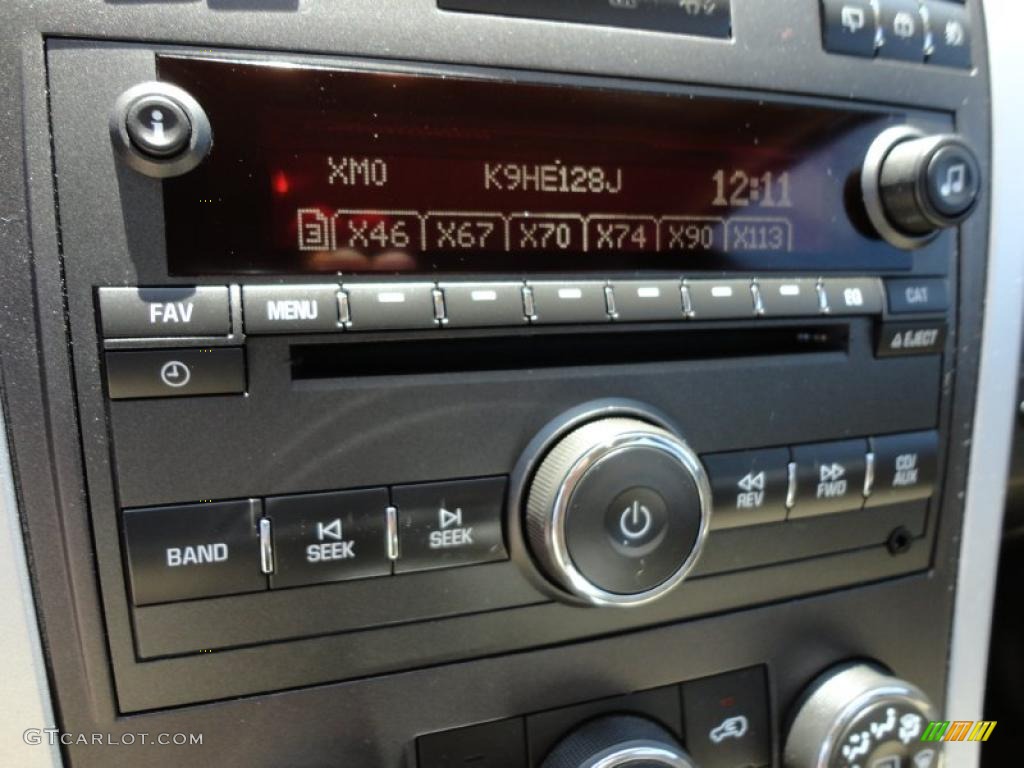 i
XM0 K9HE128J 12:11
3 X46 X67 X70 X74 X90 X113
FAV MENU EQ CAT
EJECT
BAND SEEK SEEK REV FWD CD/
AUX
GTCARLOT.COM